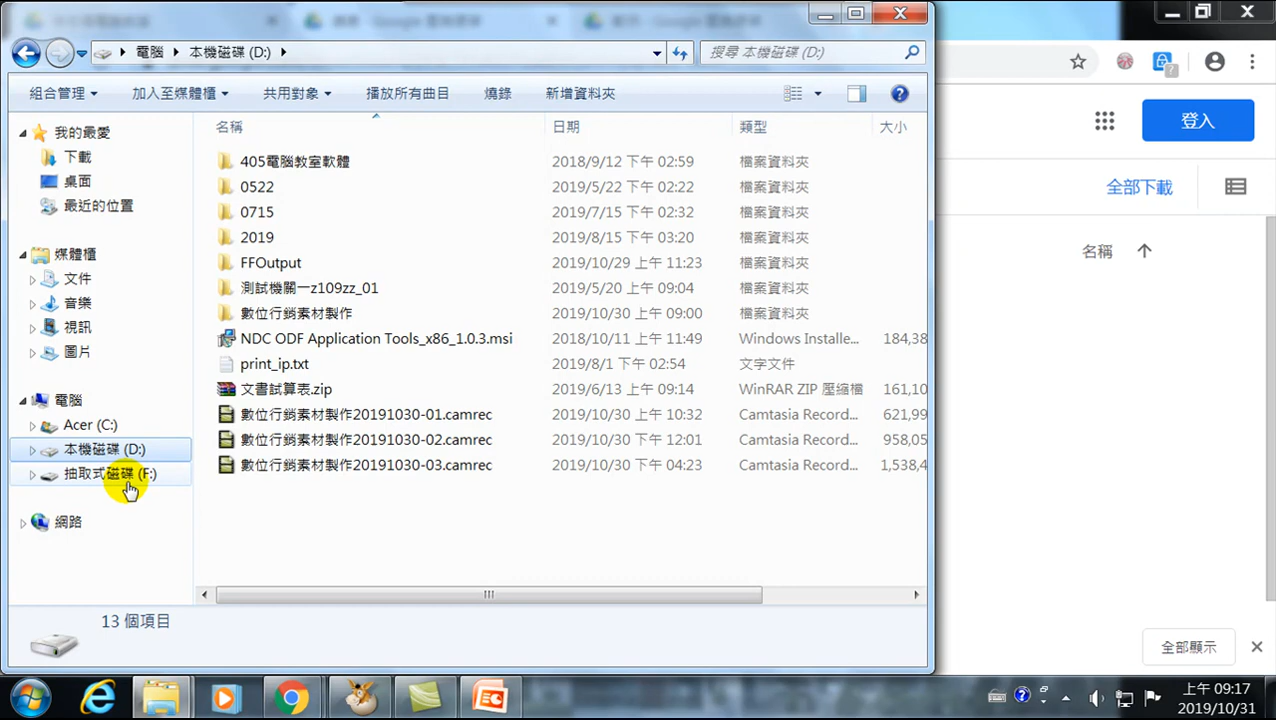 電腦 本機磁碟 (D:) 搜尋 本機磁碟 (D:)
組合管理 加入至媒體櫃 共用對象 播放所有曲目 燒錄 新增資料夾
登入
全部下載
名稱
我的最愛
下載
桌面
最近的位置
媒體櫃
文件
音樂
視訊
圖片
電腦
Acer (C:)
本機磁碟 (D:)
抽取式磁碟 (F:)
網路
名稱 日期 類型 大小
405電腦教室軟體 2018/9/12 下午 02:59 檔案資料夾
0522 2019/5/22 下午 02:22 檔案資料夾
0715 2019/7/15 下午 02:32 檔案資料夾
2019 2019/8/15 下午 03:20 檔案資料夾
FFOutput 2019/10/29 上午 11:23 檔案資料夾
測試機關一z109zz_01 2019/5/20 上午 09:04 檔案資料夾
數位行銷素材製作 2019/10/30 上午 09:00 檔案資料夾
NDC ODF Application Tools_x86_1.0.3.msi 2018/10/11 上午 11:49 Windows Installe... 184,38
print_ip.txt 2019/8/1 下午 02:54 文字文件
文書試算表.zip 2019/6/13 上午 09:14 WinRAR ZIP 壓縮檔 161,10
數位行銷素材製作20191030-01.camrec 2019/10/30 上午 10:32 Camtasia Record... 621,99
數位行銷素材製作20191030-02.camrec 2019/10/30 下午 12:01 Camtasia Record... 958,05
數位行銷素材製作20191030-03.camrec 2019/10/30 下午 04:23 Camtasia Record... 1,538,4
13 個項目
全部顯示
上午 09:17
2019/10/31